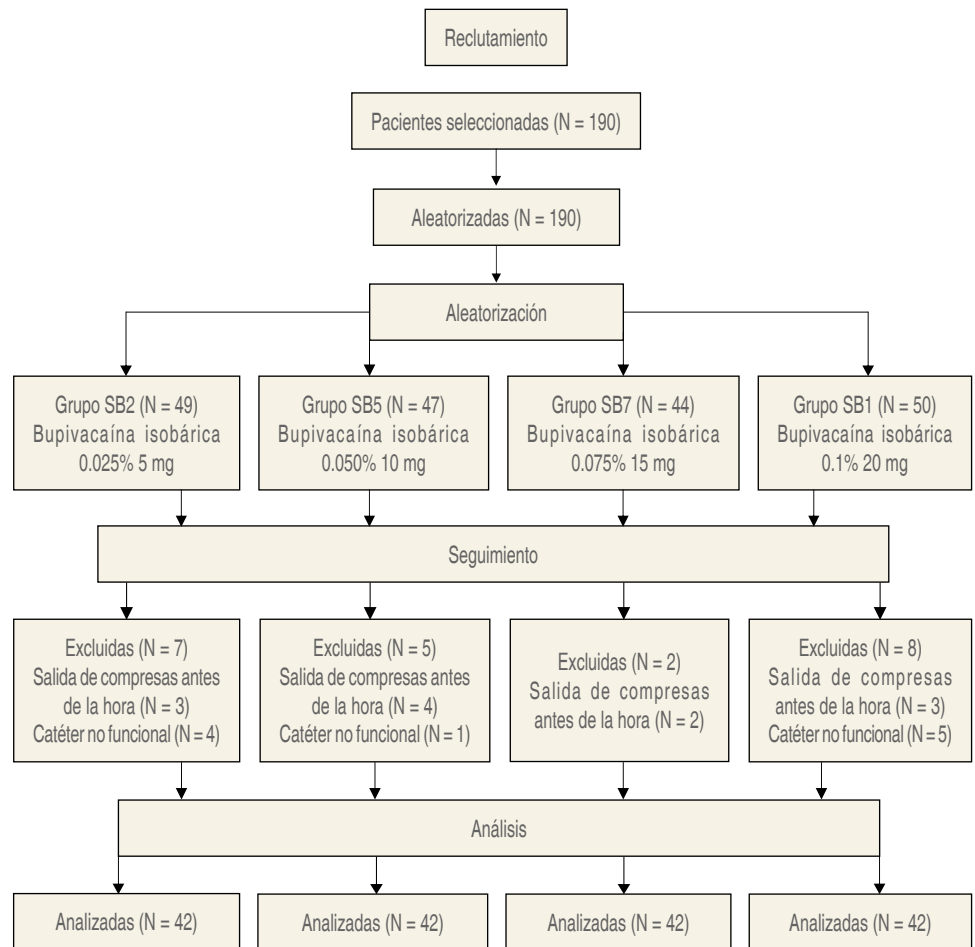 Reclutamiento
Pacientes seleccionadas (N = 190)
Aleatorizadas (N = 190)
Aleatorización
Grupo SB2 (N = 49)
Bupivacaína isobárica
0.025% 5 mg
Grupo SB5 (N = 47)
Bupivacaína isobárica
0.050% 10 mg
Grupo SB7 (N = 44)
Bupivacaína isobárica
0.075% 15 mg
Grupo SB1 (N = 50)
Bupivacaína isobárica
0.1% 20 mg
Seguimiento
Excluidas (N = 7)
Salida de compresas antes
de la hora (N = 3)
Catéter no funcional (N = 4)
Excluidas (N = 5)
Salida de compresas antes
de la hora (N = 4)
Catéter no funcional (N = 1)
Excluidas (N = 2)
Salida de compresas
antes de la hora (N = 2)
Excluidas (N = 8)
Salida de compresas
antes de la hora (N = 3)
Catéter no funcional (N = 5)
Análisis
Analizadas (N = 42)
Analizadas (N = 42)
Analizadas (N = 42)
Analizadas (N = 42)